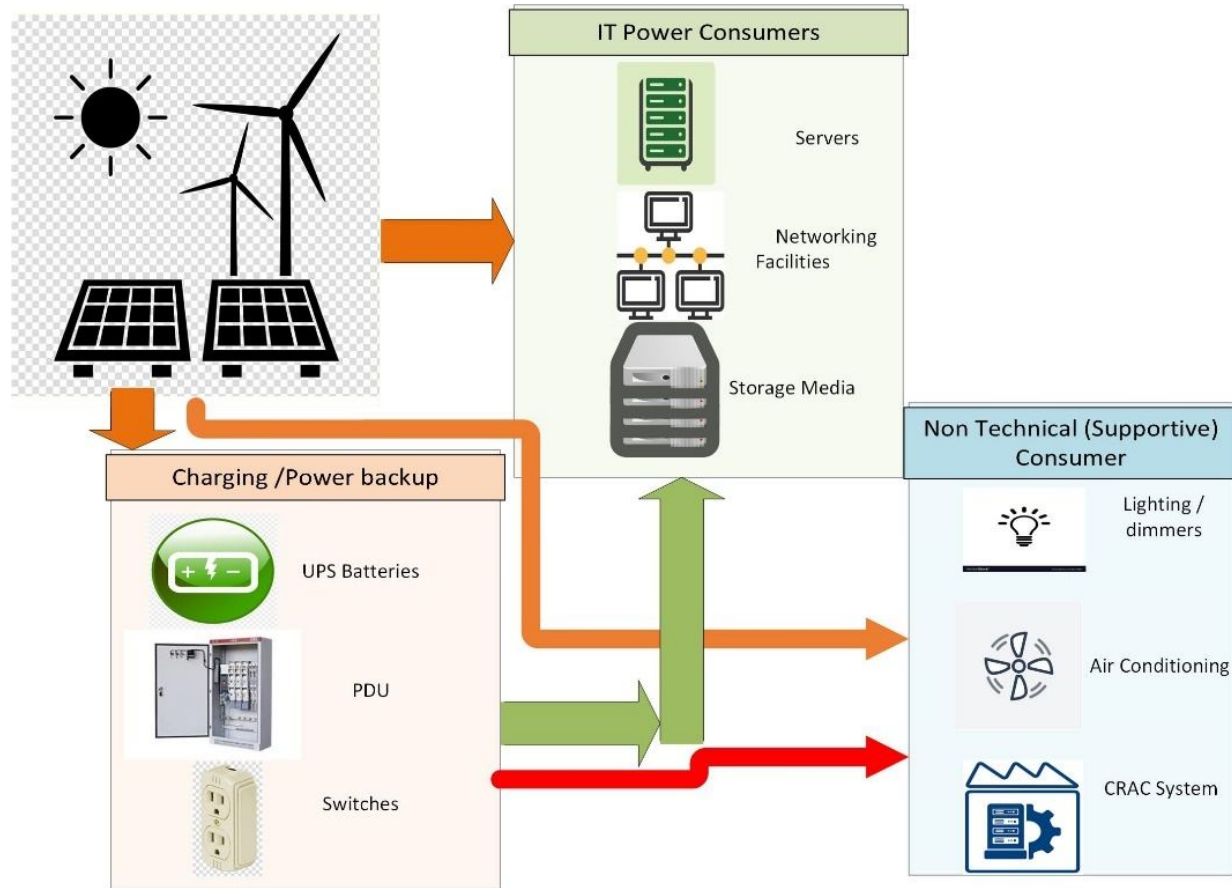 IT Power Consumers
Servers
Networking
Facilities
Storage Media
Charging /Power backup
UPS Batteries
PDU
Switches
Non Technical (Supportive)
Consumer
Lighting /
dimmers
Air Conditioning
CRAC System